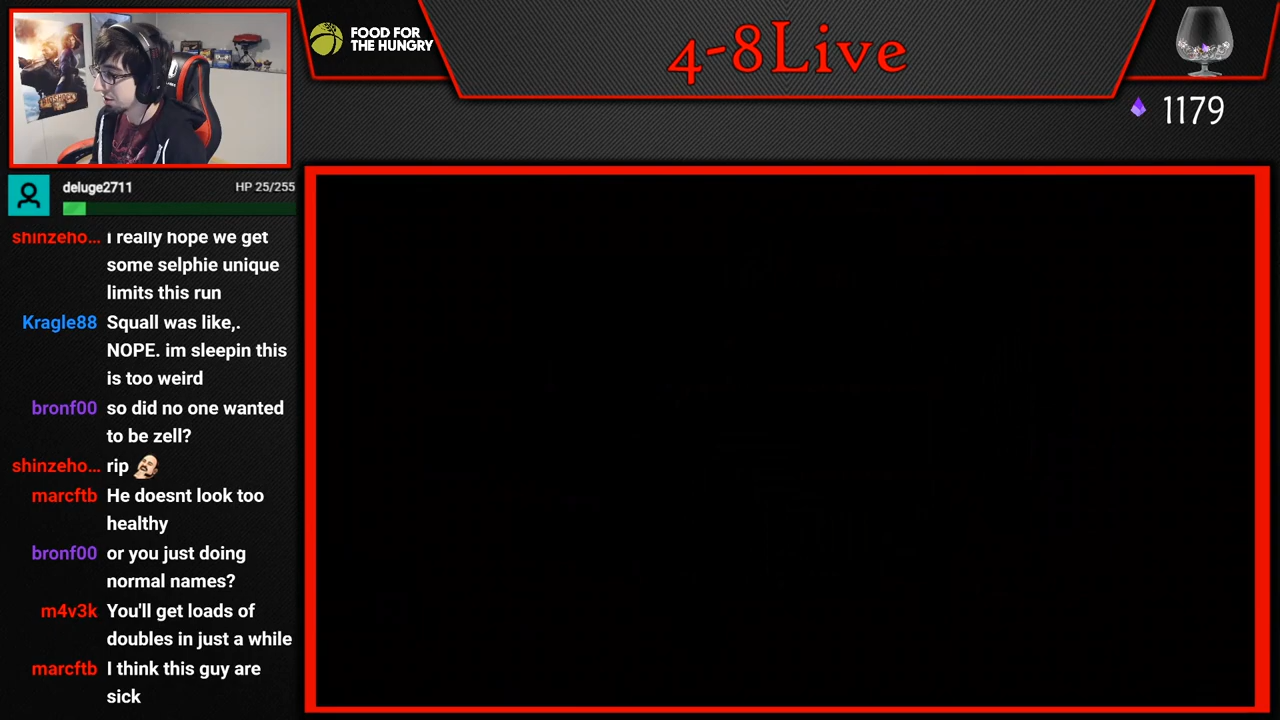 FOOD FOR
THE HUNGRY
4-8Live
1179
deluge2711 HP 25/255
shinzeho... I really hope we get
some selphie unique
limits this run
Kragle88 Squall was like,.
NOPE. im sleepin this
is too weird
bronf00 so did no one wanted
to be zell?
shinzeho... rip
marcftb He doesnt look too
healthy
bronf00 or you just doing
normal names?
m4v3k You'll get loads of
doubles in just a while
marcftb I think this guy are
sick